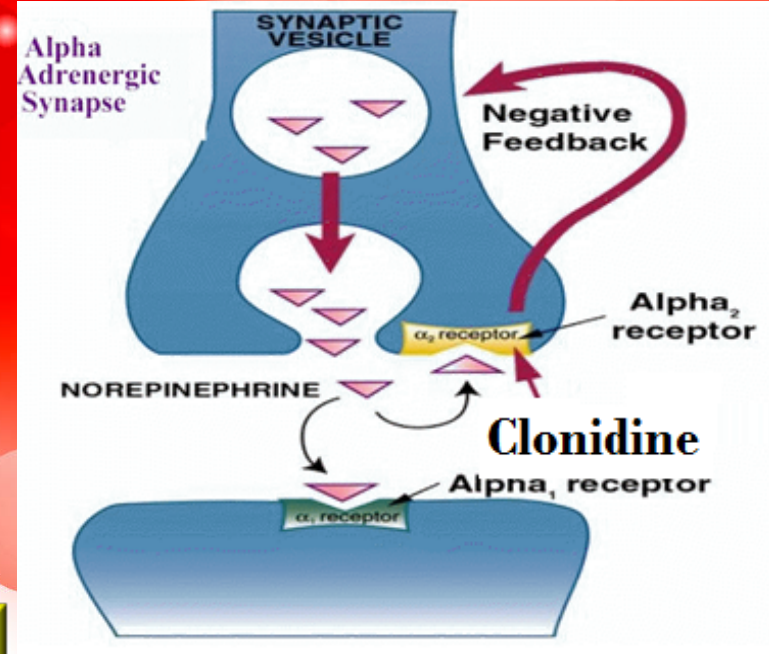 Alpha
Adrenergic
Synapse
SYNAPTIC
VESICLE
Negative
Feedback
Alpha₂
receptor
α₂ receptor
NOREPINEPHRINE
Clonidine
Alpna₁ receptor
α₁ receptor